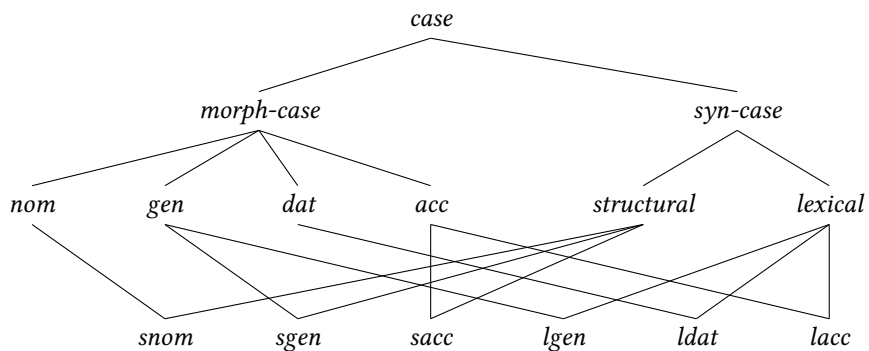 case
morph-case syn-case
nom gen dat acc structural lexical
snom sgen sacc lgen ldat lacc